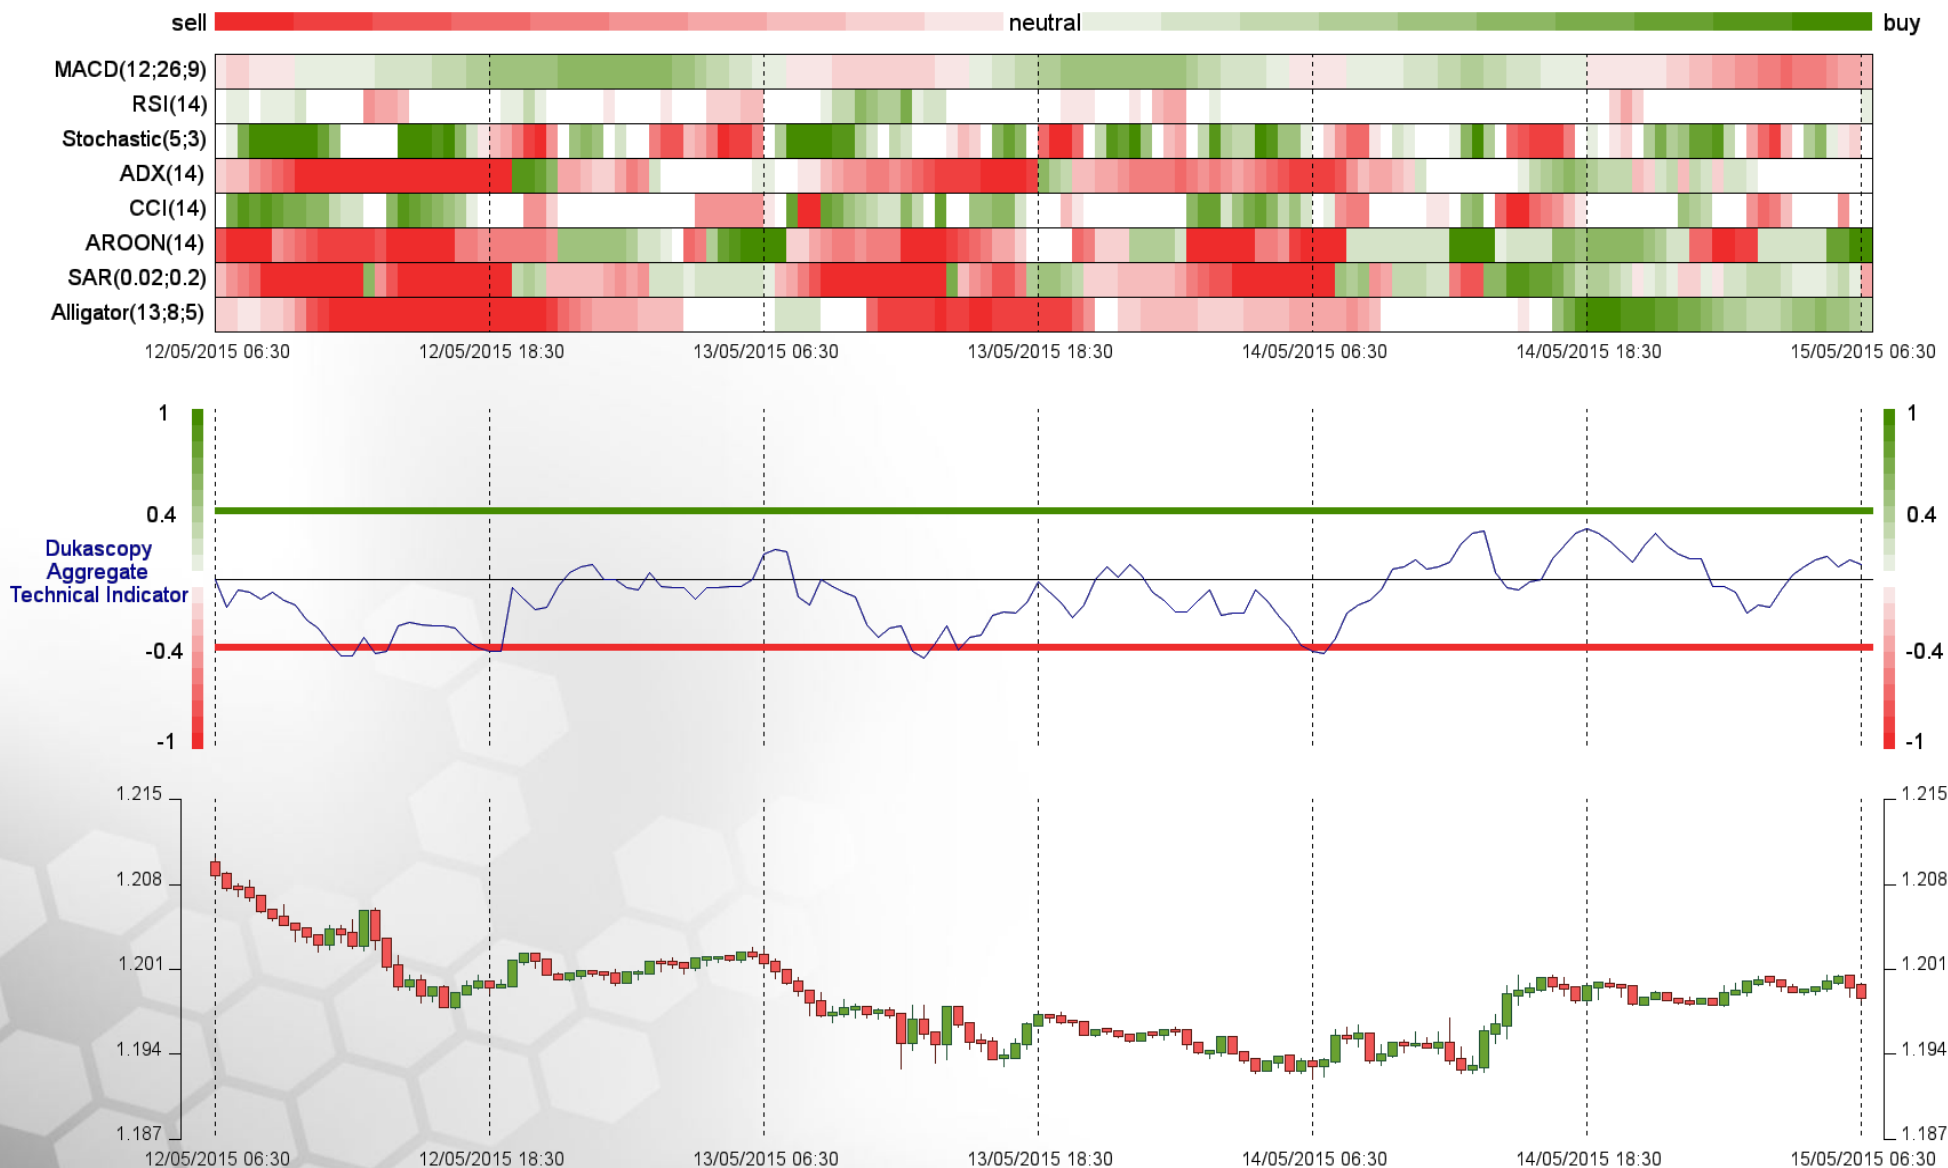 sell neutral buy
MACD(12;26;9)
RSI(14)
Stochastic(5;3)
ADX(14)
CCI(14)
AROON(14)
SAR(0.02;0.2)
Alligator(13;8;5)
12/05/2015 06:30 12/05/2015 18:30 13/05/2015 06:30 13/05/2015 18:30 14/05/2015 06:30 14/05/2015 18:30 15/05/2015 06:30
1 1
0.4 0.4
Dukascopy
Aggregate
Technical Indicator
-0.4 -0.4
-1 -1
1.215 1.215
1.208 1.208
1.201 1.201
1.194 1.194
1.187 1.187
12/05/2015 06:30 12/05/2015 18:30 13/05/2015 06:30 13/05/2015 18:30 14/05/2015 06:30 14/05/2015 18:30 15/05/2015 06:30